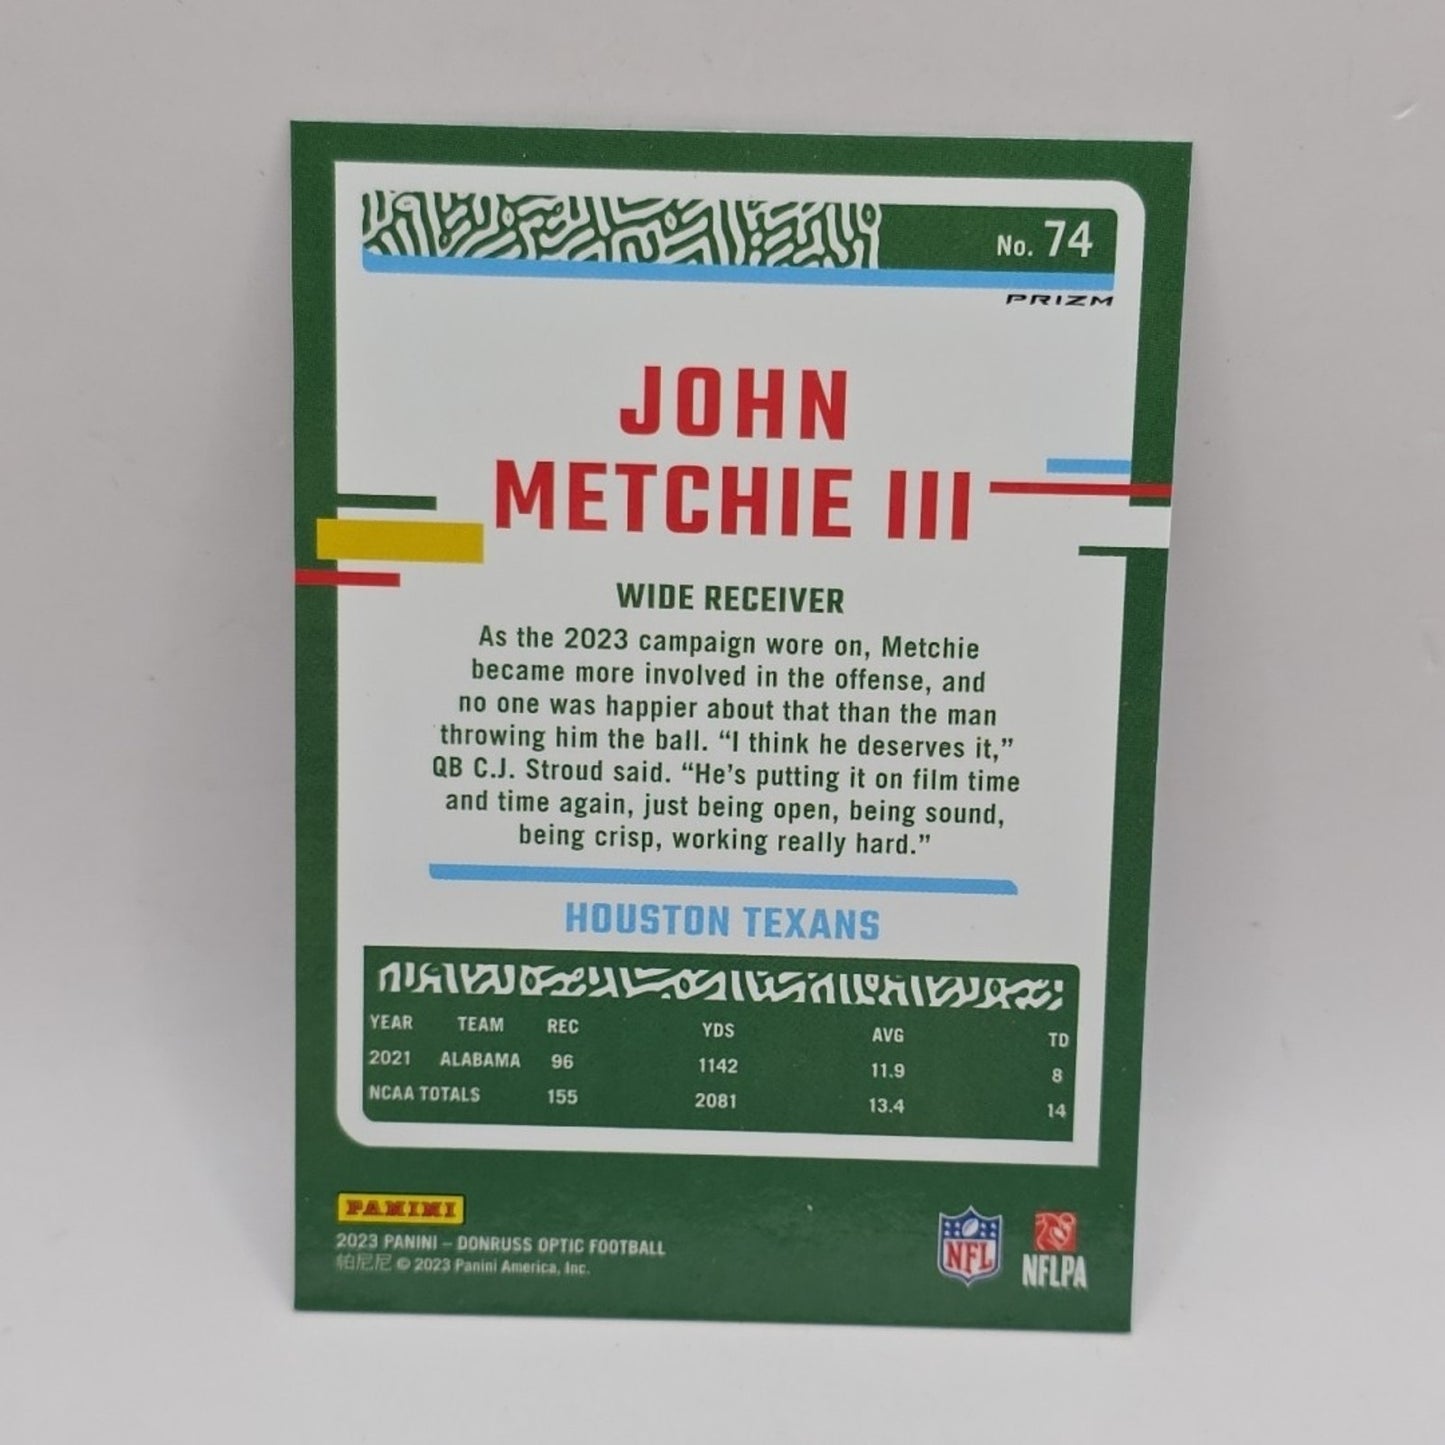 No. 74
PRIZM
JOHN
METCHIE III
WIDE RECEIVER
As the 2023 campaign wore on, Metchie
became more involved in the offense, and
no one was happier about that than the man
throwing him the ball. “I think he deserves it,”
QB C.J. Stroud said. “He’s putting it on film time
and time again, just being open, being sound,
being crisp, working really hard.”
HOUSTON TEXANS
YEAR TEAM REC YDS AVG TD
2021 ALABAMA 96 1142 11.9 8
NCAA TOTALS 155 2081 13.4 14
PANINI
2023 PANINI – DONRUSS OPTIC FOOTBALL
帕尼尼 © 2023 Panini America, Inc.
NFL
NFLPA